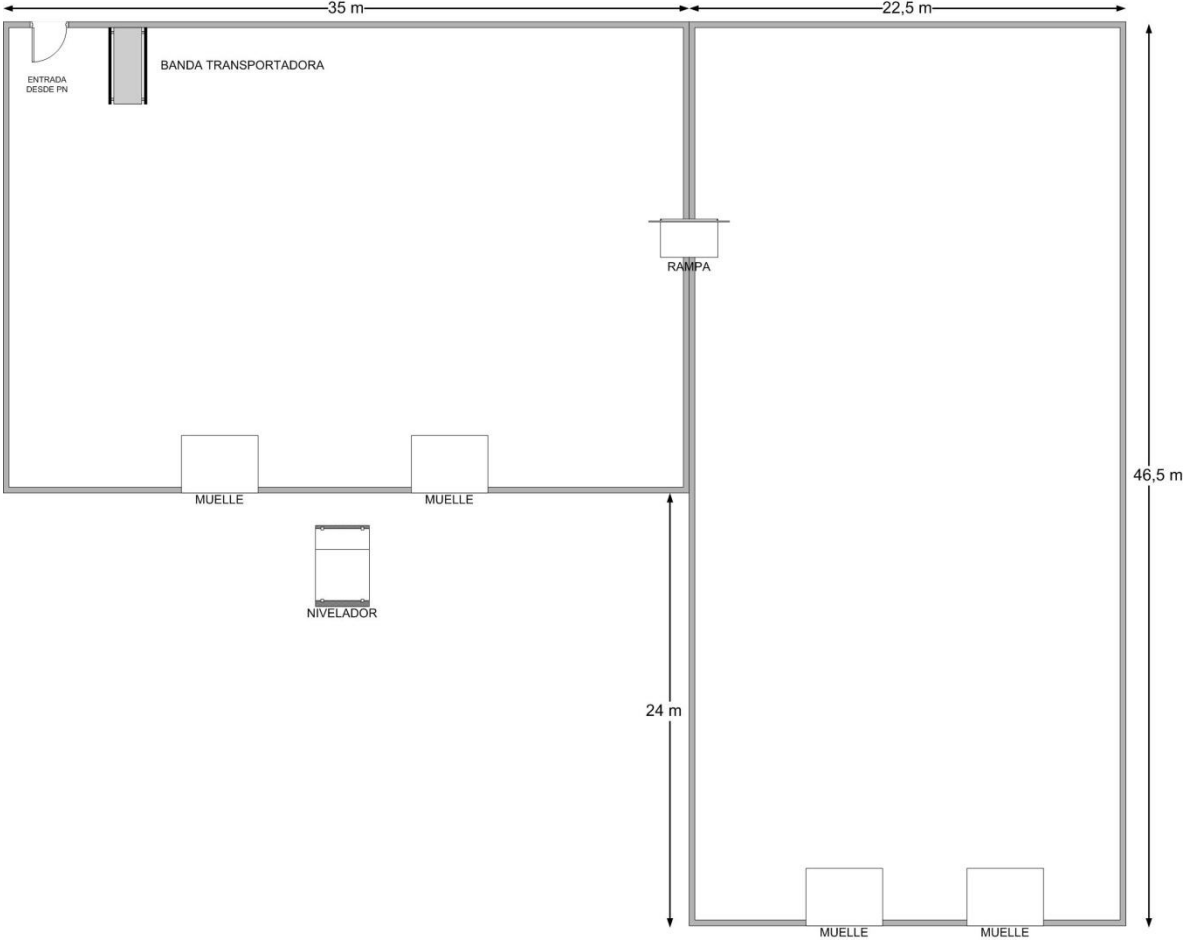 35 m
22,5 m
ENTRADA
DESDE PN
BANDA TRANSPORTADORA
RAMPA
46,5 m
MUELLE
MUELLE
NIVELADOR
24 m
MUELLE
MUELLE